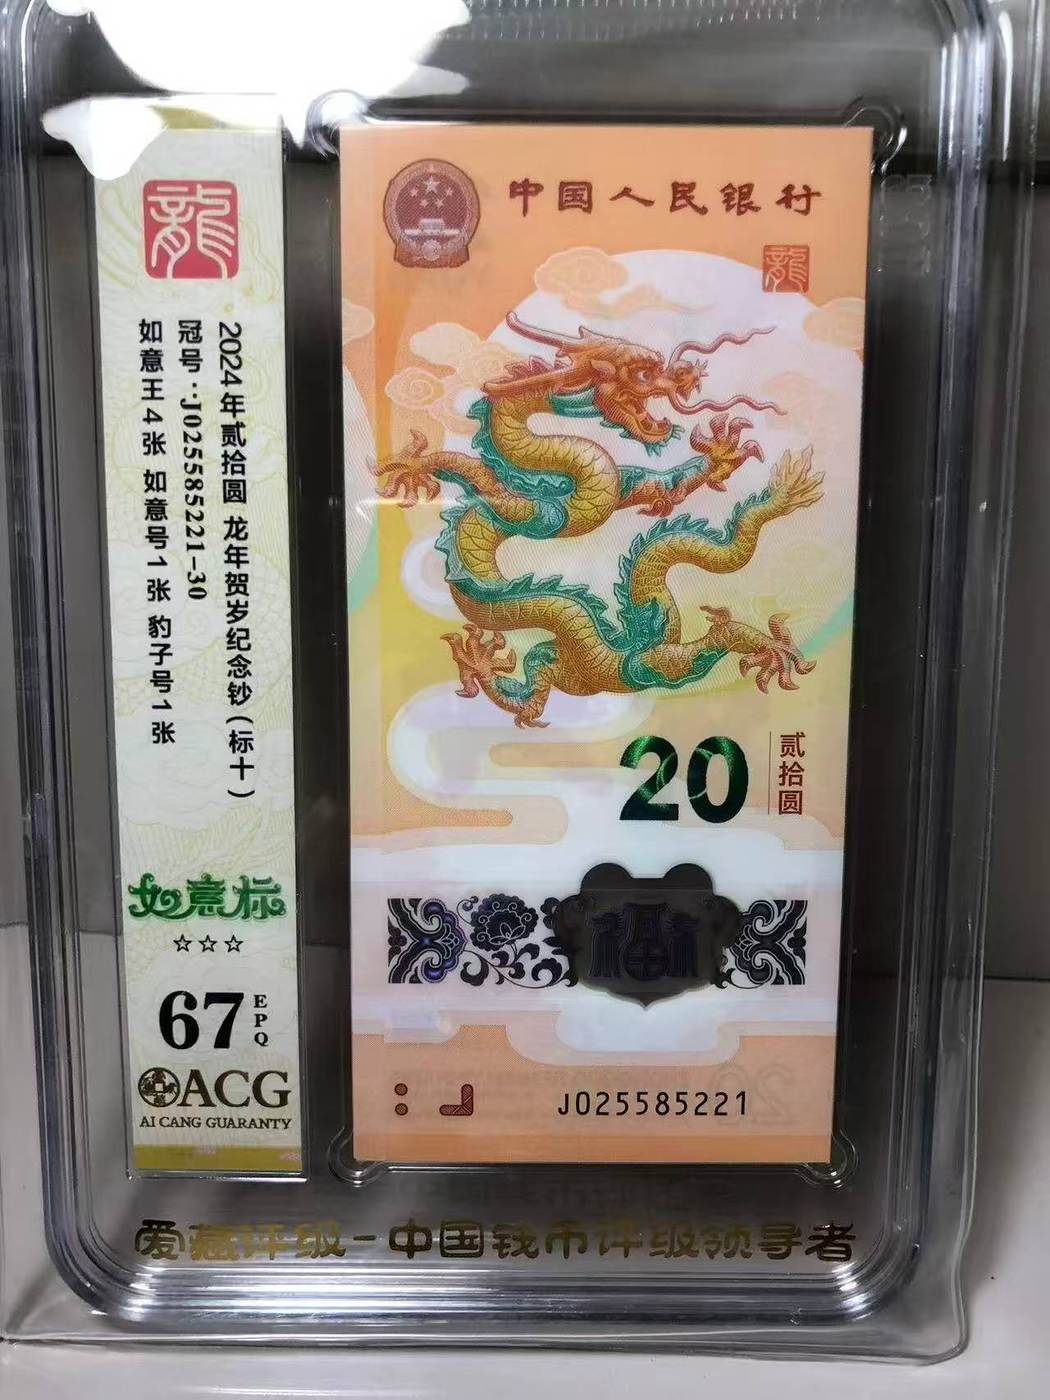 龍
2024年贰拾圆 龙年贺岁纪念钞(标十)
冠号:J025585221-30
如意王4张 如意号1张 豹子号1张
如意标
☆☆☆
67 EPQ
ACG
AI CANG GUARANTY
中国人民银行
龍
20
贰拾圆
福
J025585221
爱藏评级-中国钱币评级领导者